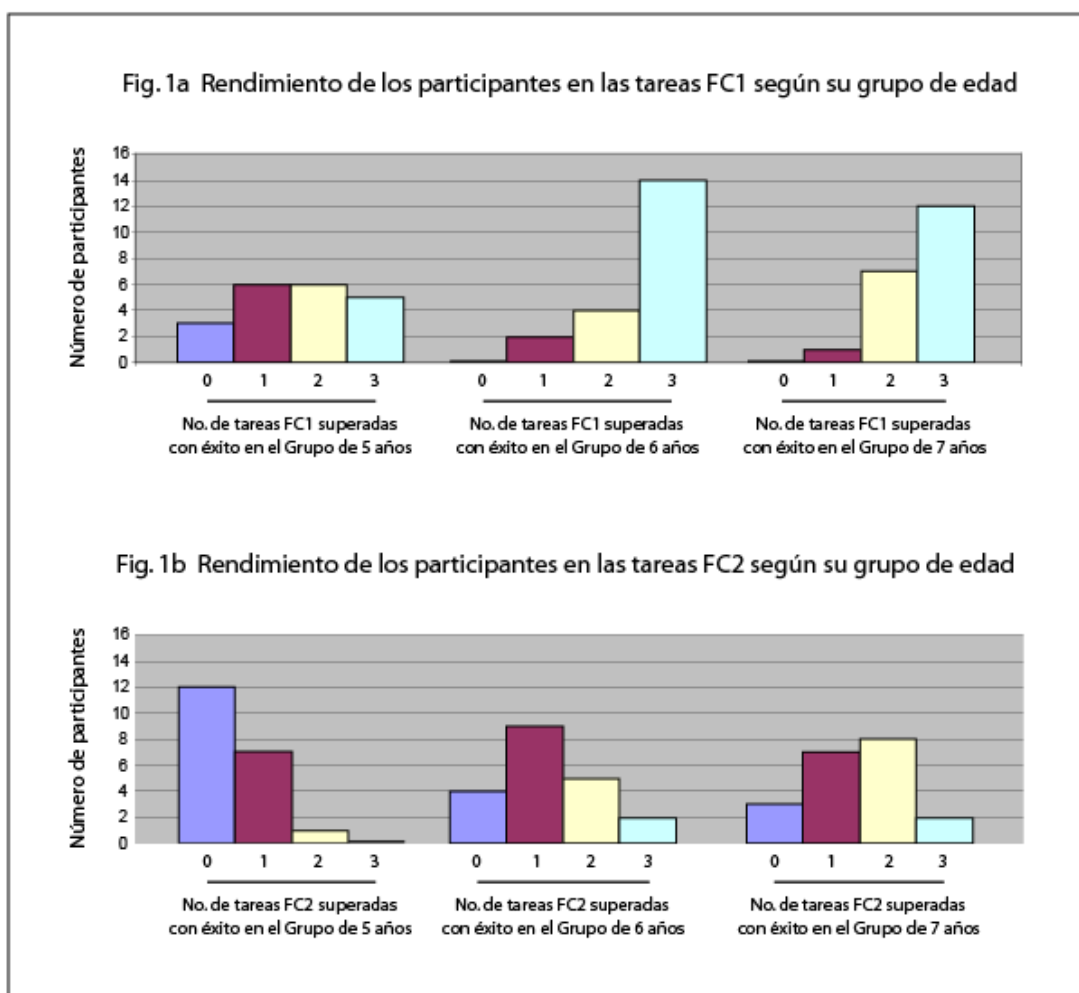 Fig. 1a Rendimiento de los participantes en las tareas FC1 según su grupo de edad
Número de participantes
16
14
12
10
8
6
4
2
0
0 1 2 3 0 1 2 3 0 1 2 3
No. de tareas FC1 superadas con éxito en el Grupo de 5 años
No. de tareas FC1 superadas con éxito en el Grupo de 6 años
No. de tareas FC1 superadas con éxito en el Grupo de 7 años
Fig. 1b Rendimiento de los participantes en las tareas FC2 según su grupo de edad
Número de participantes
16
14
12
10
8
6
4
2
0
0 1 2 3 0 1 2 3 0 1 2 3
No. de tareas FC2 superadas con éxito en el Grupo de 5 años
No. de tareas FC2 superadas con éxito en el Grupo de 6 años
No. de tareas FC2 superadas con éxito en el Grupo de 7 años